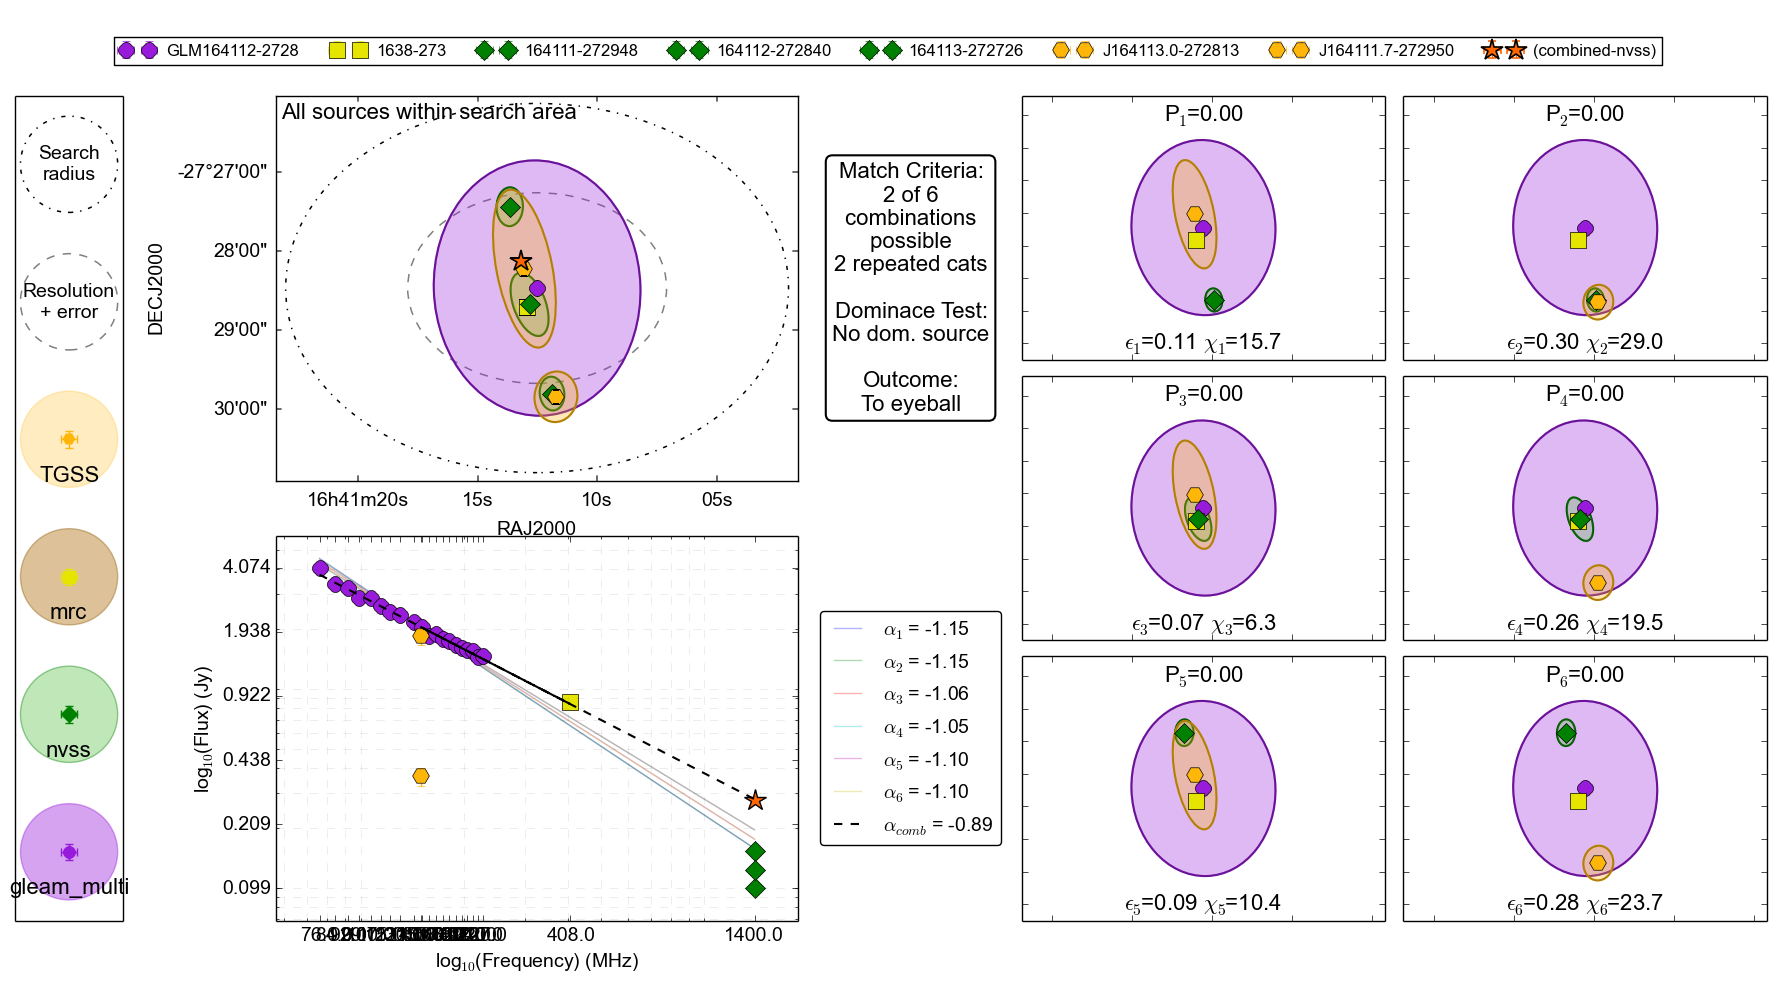 GLM164112-2728 1638-273 164111-272948 164112-272840 164113-272726 J164113.0-272813 J164111.7-272950 (combined-nvss)
Search
radius
Resolution
+ error
TGSS
mrc
nvss
gleam_multi
All sources within search area
DECJ2000
-27°27'00"
28'00"
29'00"
30'00"
16h41m20s 15s 10s 05s
RAJ2000
log10(Flux) (Jy)
4.074
1.938
0.922
0.438
0.209
0.099
408.0 1400.0
log10(Frequency) (MHz)
Match Criteria:
2 of 6
combinations
possible
2 repeated cats
Dominace Test:
No dom. source
Outcome:
To eyeball
α1 = -1.15
α2 = -1.15
α3 = -1.06
α4 = -1.05
α5 = -1.10
α6 = -1.10
αcomb = -0.89
P1=0.00
ϵ1=0.11 χ1=15.7
P2=0.00
ϵ2=0.30 χ2=29.0
P3=0.00
ϵ3=0.07 χ3=6.3
P4=0.00
ϵ4=0.26 χ4=19.5
P5=0.00
ϵ5=0.09 χ5=10.4
P6=0.00
ϵ6=0.28 χ6=23.7